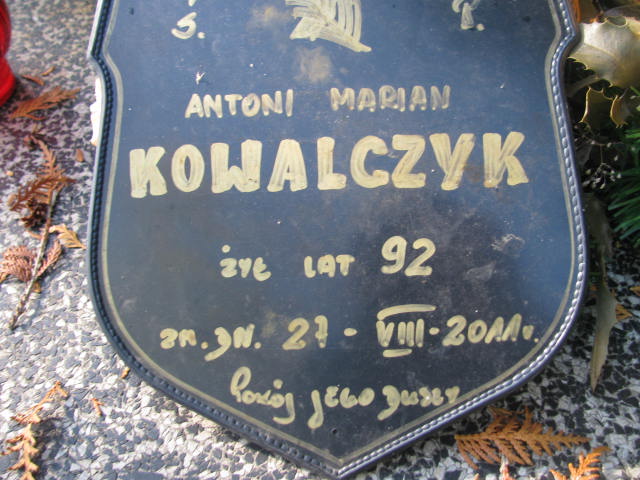 Ś. P.
ANTONI MARIAN
KOWALCZYK
ŻYŁ LAT 92
ZM. DN. 27 - VIII - 2011 r.
Pokój JEGO DUSZY